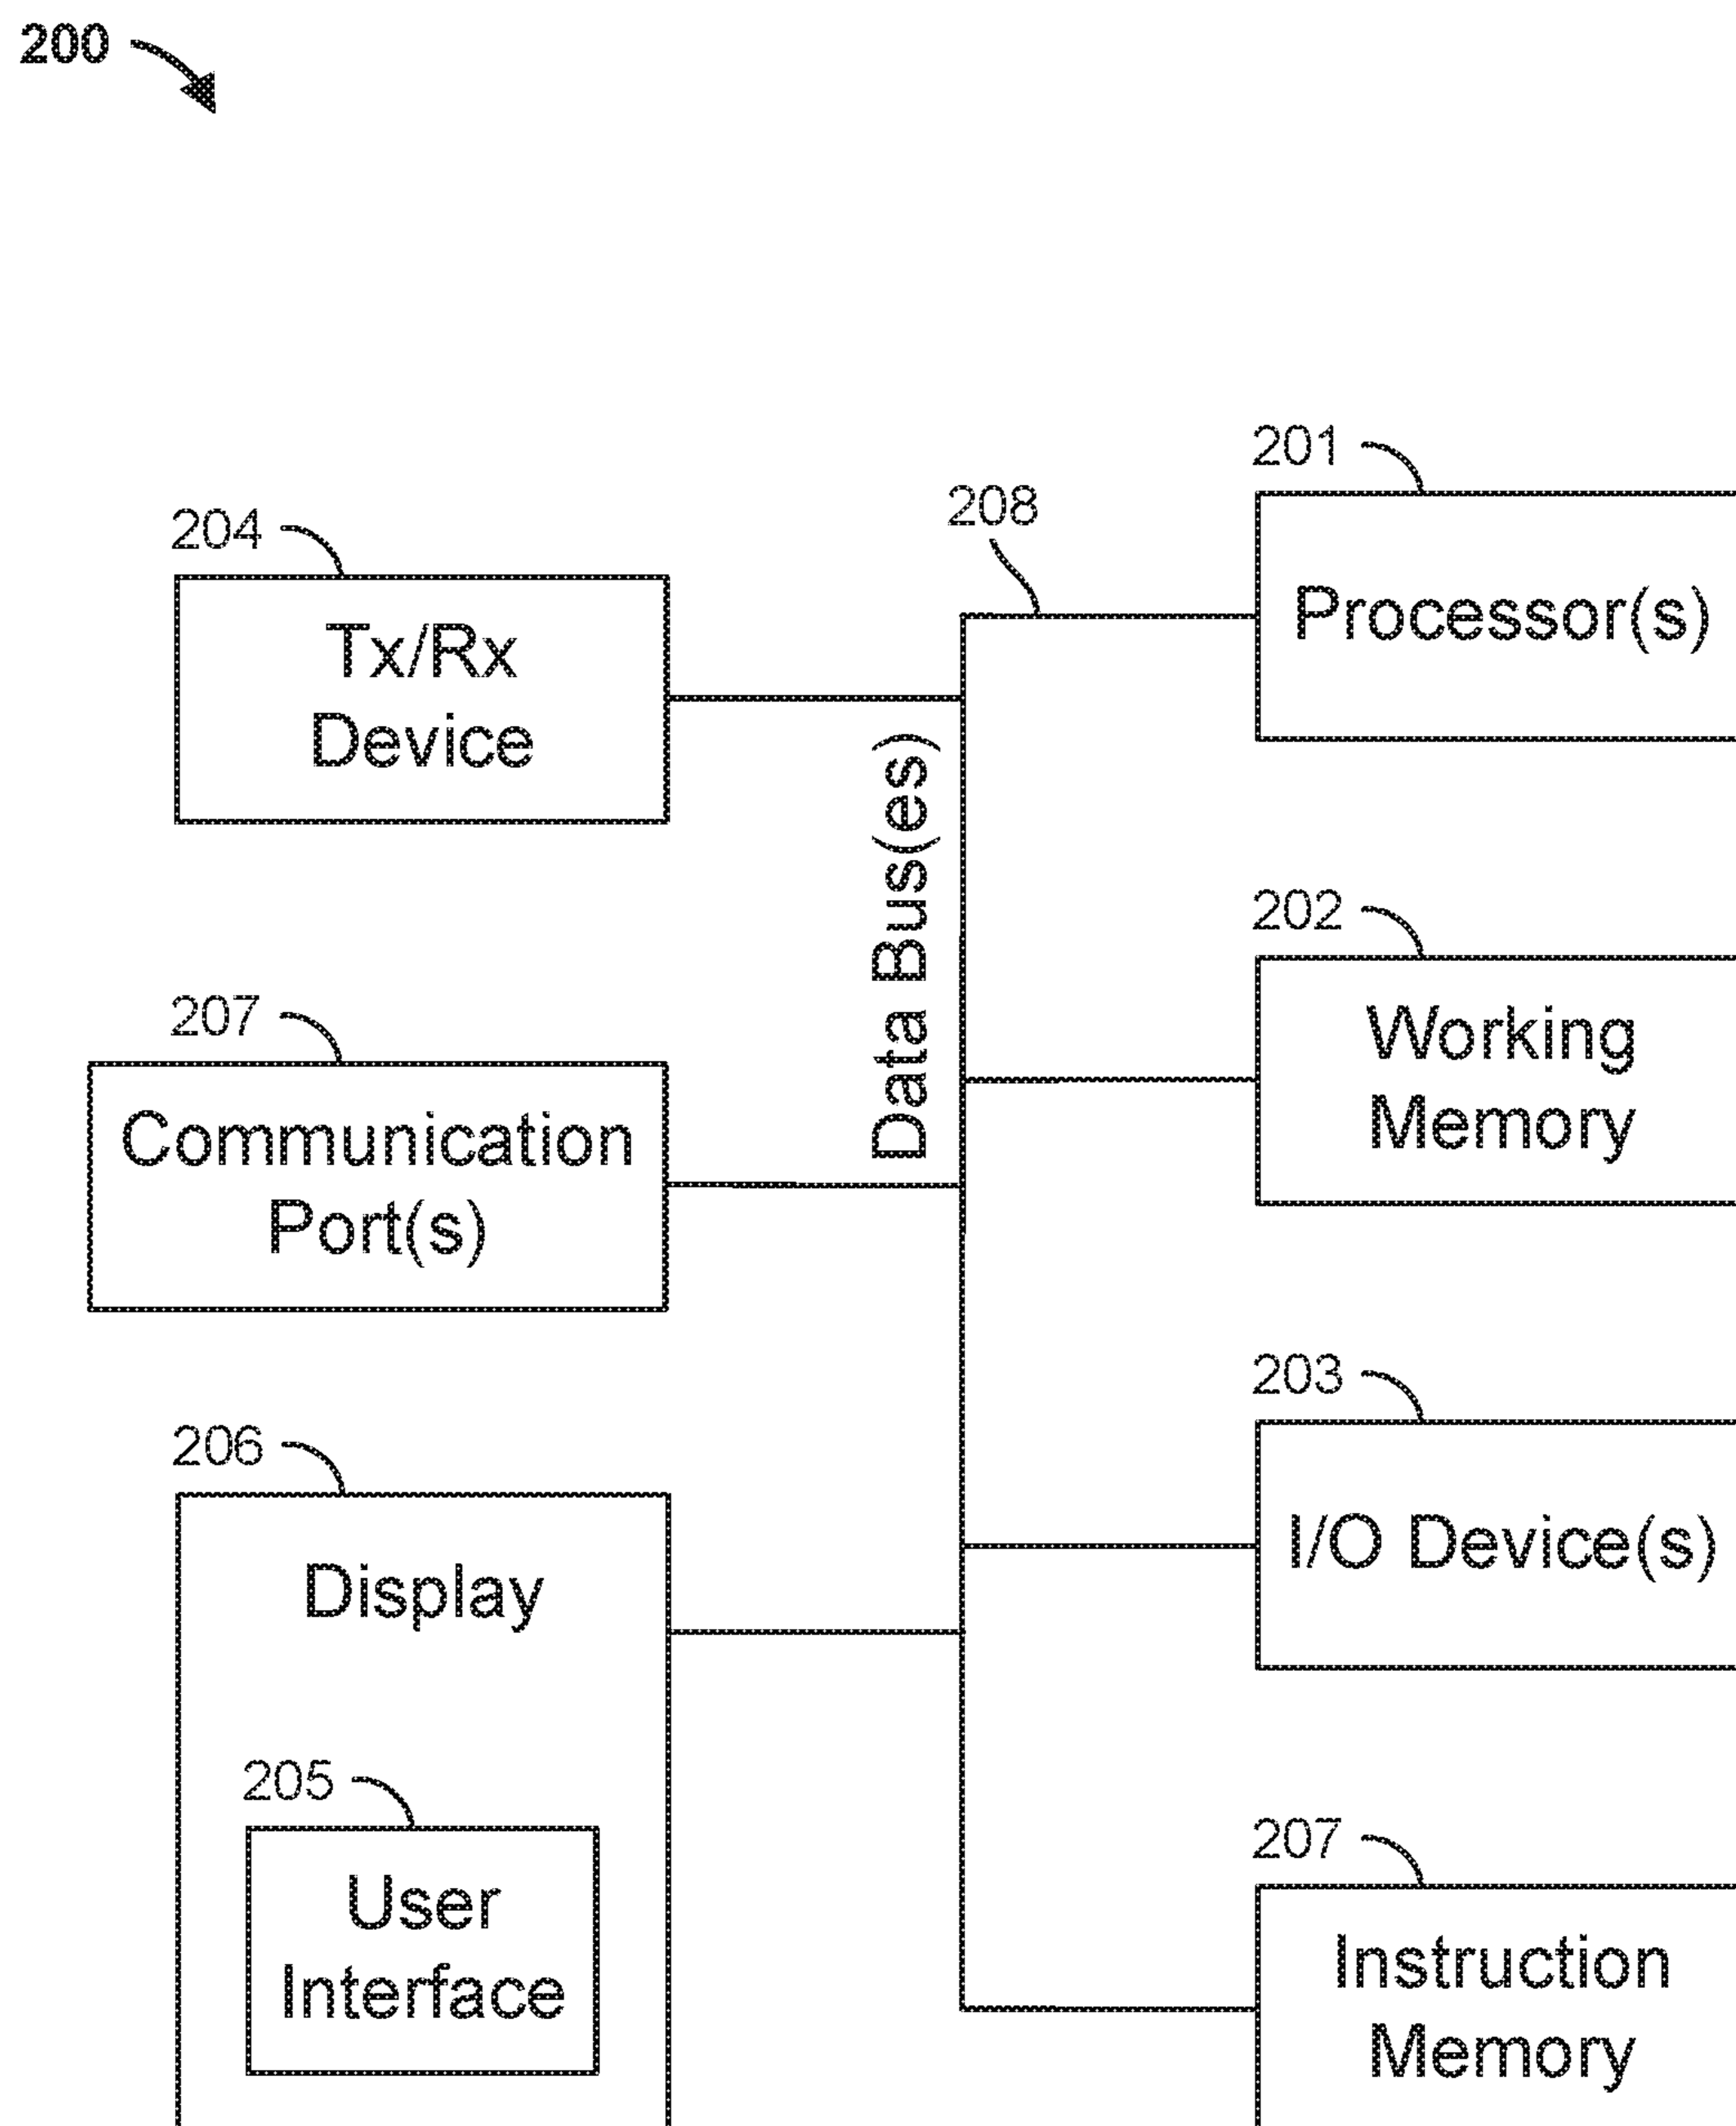 200
204
Tx/Rx
Device
207
Communication
Port(s)
206
Display
205
User
Interface
208
Data Bus(es)
201
Processor(s)
202
Working
Memory
203
I/O Device(s)
207
Instruction
Memory